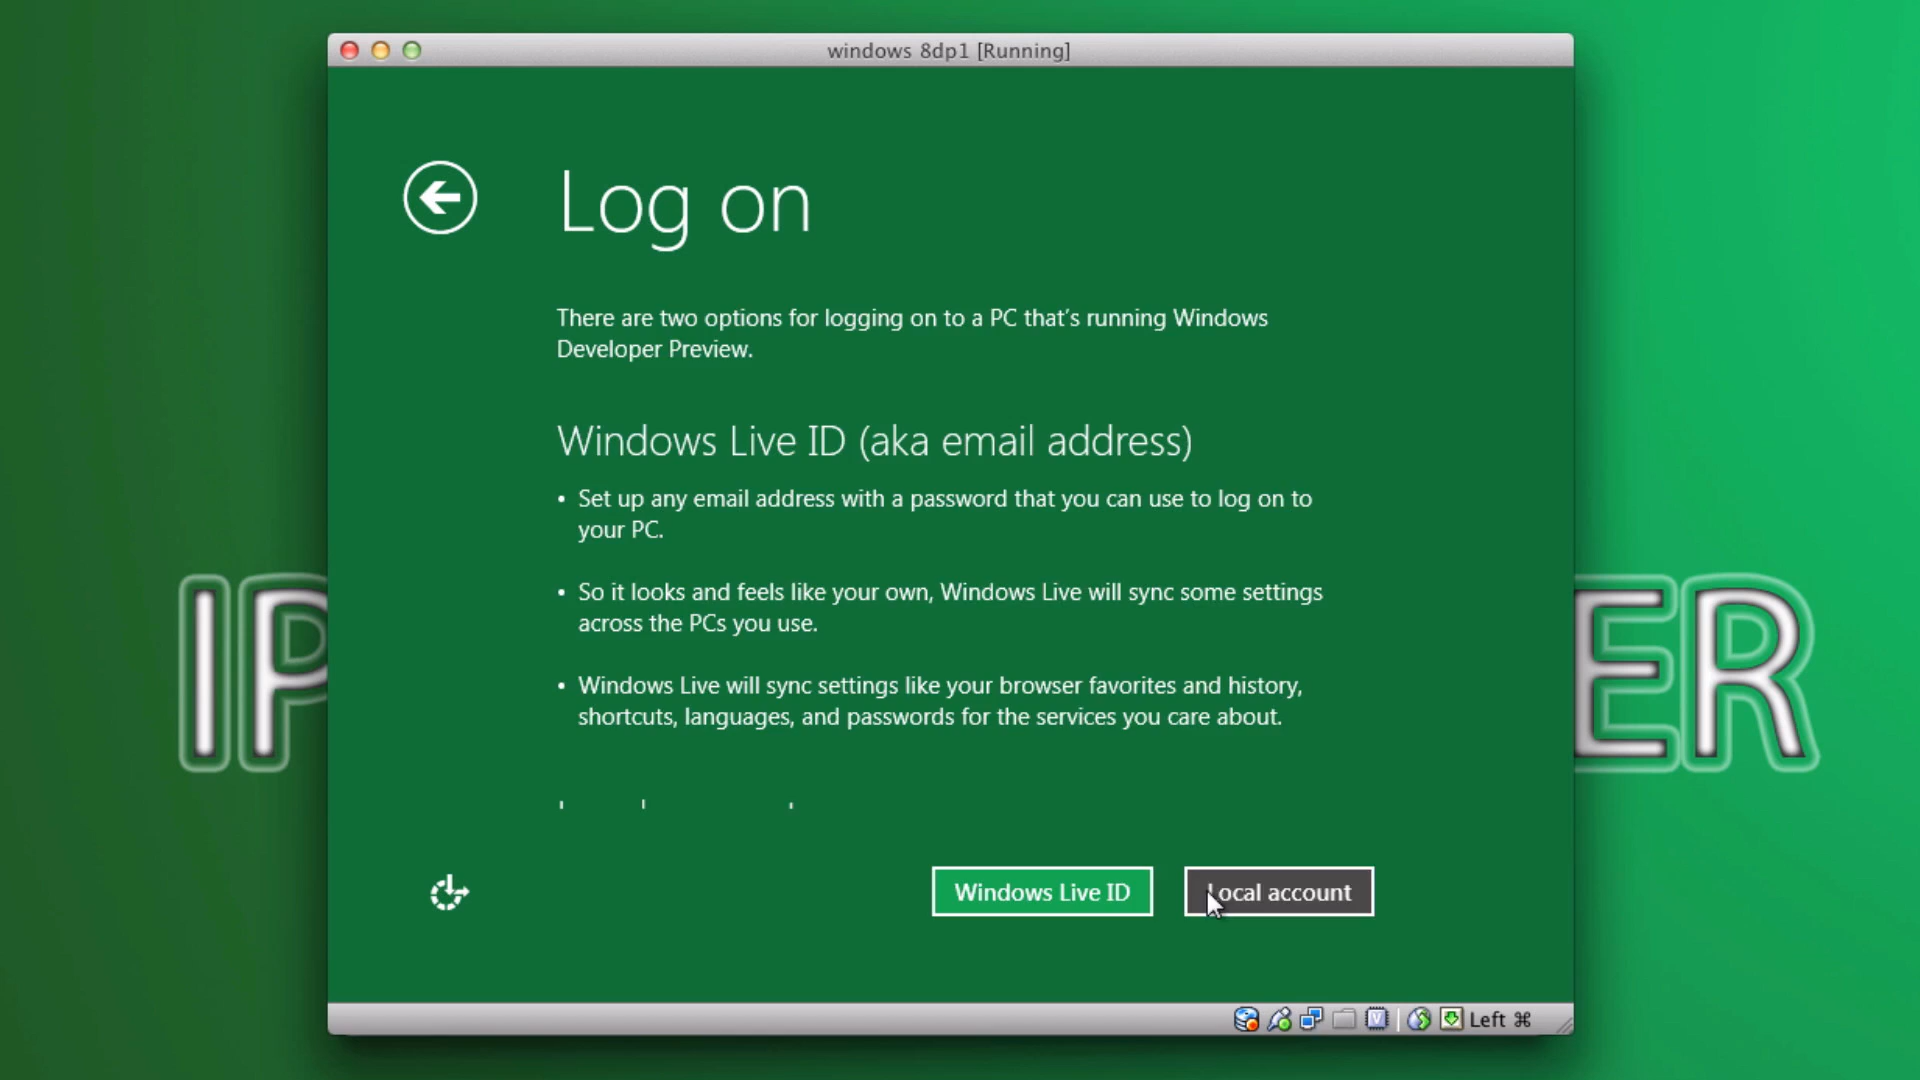 windows 8dp1 [Running]
Log on
There are two options for logging on to a PC that's running Windows
Developer Preview.
Windows Live ID (aka email address)
• Set up any email address with a password that you can use to log on to
your PC.
• So it looks and feels like your own, Windows Live will sync some settings
across the PCs you use.
• Windows Live will sync settings like your browser favorites and history,
shortcuts, languages, and passwords for the services you care about.
IP
ER
Windows Live ID
Local account
Left ⌘